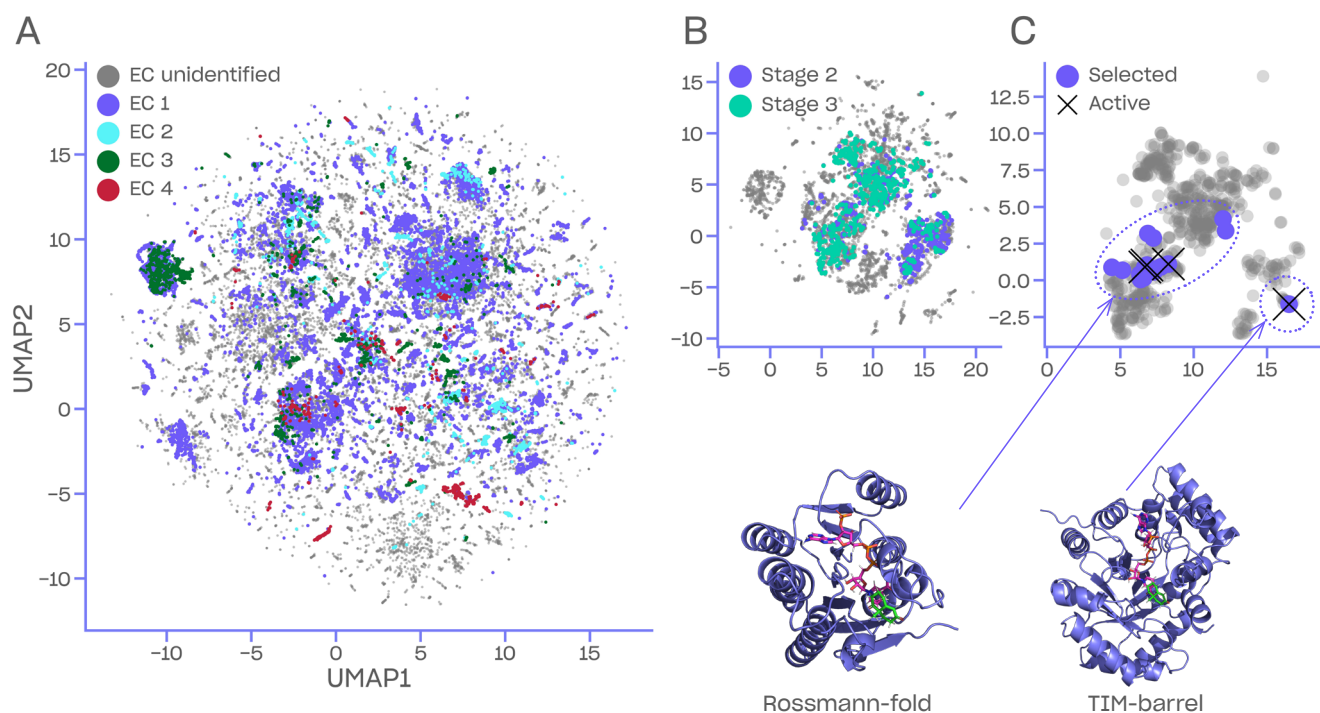 A
EC unidentified
EC 1
EC 2
EC 3
EC 4
20
15
10
5
0
−5
−10
UMAP2
−10
−5
0
5
10
15
UMAP1
B
Stage 2
Stage 3
15
10
5
0
−5
−10
−5
0
5
10
15
20
C
Selected
Active
12.5
10.0
7.5
5.0
2.5
0.0
−2.5
0
5
10
15
Rossmann-fold
TIM-barrel